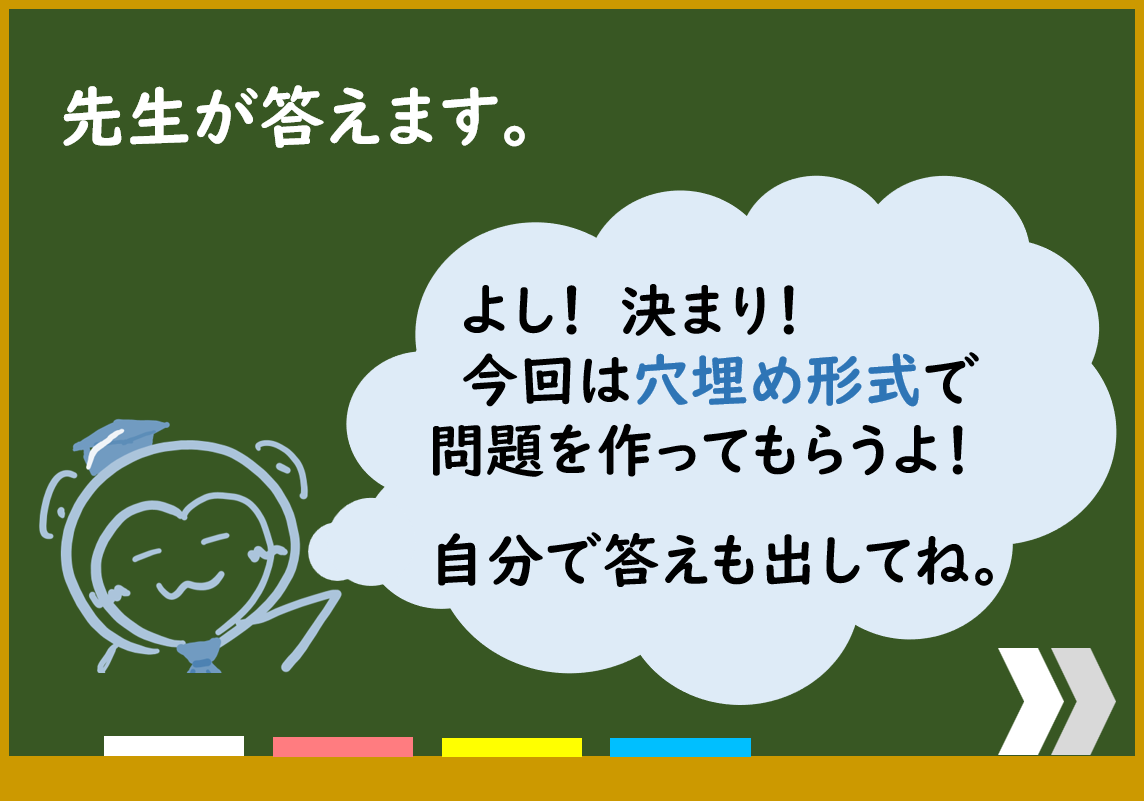 先生が答えます。
よし！ 決まり！
今回は穴埋め形式で
問題を作ってもらうよ！
自分で答えも出してね。